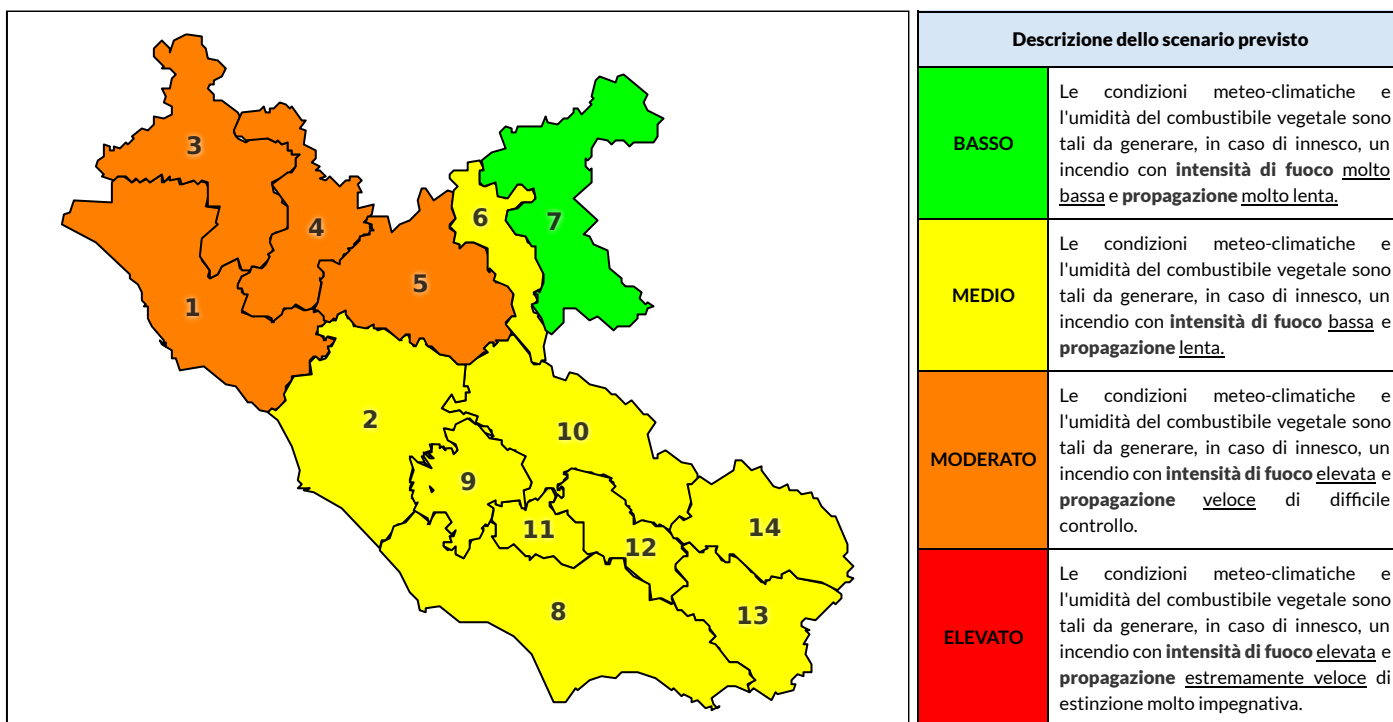 3
4
6
7
5
1
2
10
9
11
12
14
8
13
Descrizione dello scenario previsto
BASSO
Le condizioni meteo-climatiche e
l'umidità del combustibile vegetale sono
tali da generare, in caso di innesco, un
incendio con intensità di fuoco molto
bassa e propagazione molto lenta.
MEDIO
Le condizioni meteo-climatiche e
l'umidità del combustibile vegetale sono
tali da generare, in caso di innesco, un
incendio con intensità di fuoco bassa e
propagazione lenta.
MODERATO
Le condizioni meteo-climatiche e
l'umidità del combustibile vegetale sono
tali da generare, in caso di innesco, un
incendio con intensità di fuoco elevata e
propagazione veloce di difficile
controllo.
ELEVATO
Le condizioni meteo-climatiche e
l'umidità del combustibile vegetale sono
tali da generare, in caso di innesco, un
incendio con intensità di fuoco elevata e
propagazione estremamente veloce di
estinzione molto impegnativa.